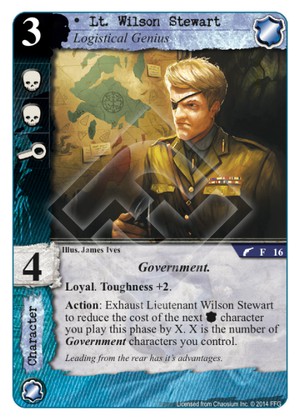 3
• Lt. Wilson Stewart
Logistical Genius
Illus. James Ives
F 16
4
Character
Government.
Loyal. Toughness +2.
Action: Exhaust Lieutenant Wilson Stewart
to reduce the cost of the next character
you play this phase by X. X is the number of
Government characters you control.
Leading from the rear has it's advantages.
Licensed from Chaosium Inc. © 2014 FFG